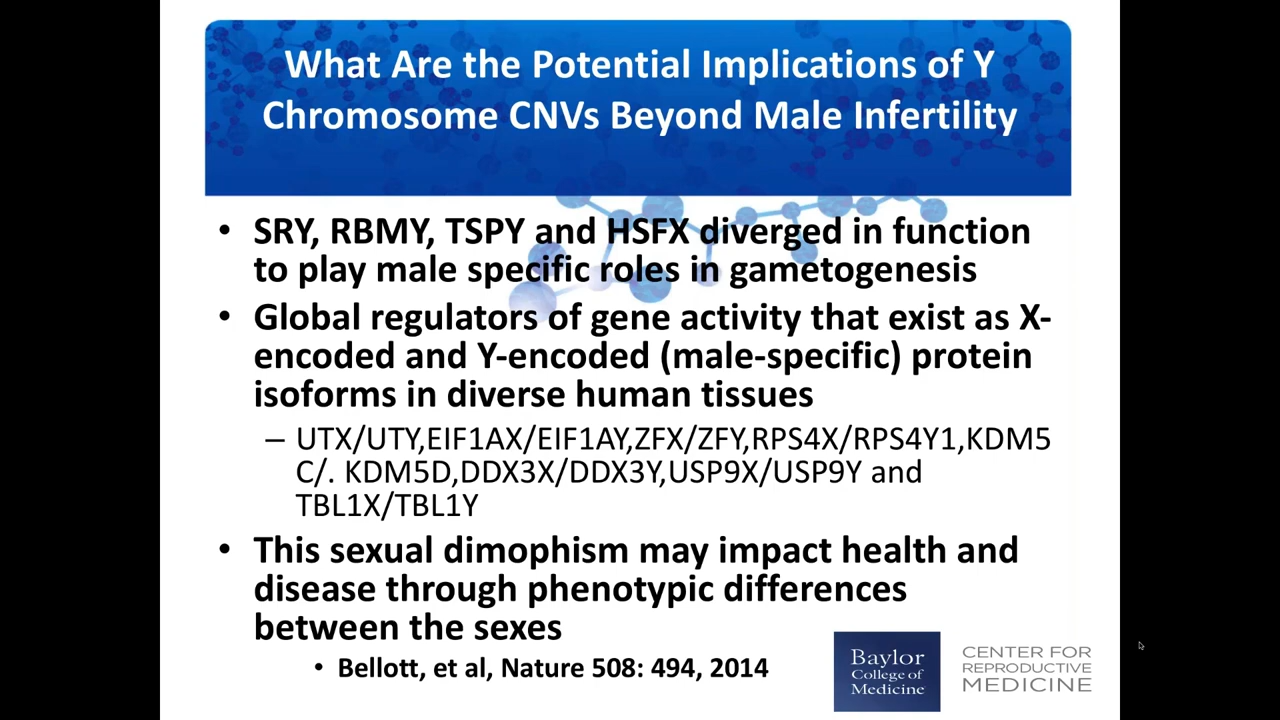 What Are the Potential Implications of Y
Chromosome CNVs Beyond Male Infertility
• SRY, RBMY, TSPY and HSFX diverged in function
to play male specific roles in gametogenesis
• Global regulators of gene activity that exist as X-
encoded and Y-encoded (male-specific) protein
isoforms in diverse human tissues
– UTX/UTY,EIF1AX/EIF1AY,ZFX/ZFY,RPS4X/RPS4Y1,KDM5
C/. KDM5D,DDX3X/DDX3Y,USP9X/USP9Y and
TBL1X/TBL1Y
• This sexual dimophism may impact health and
disease through phenotypic differences
between the sexes
• Bellott, et al, Nature 508: 494, 2014
Baylor
College of
Medicine
CENTER FOR
REPRODUCTIVE
MEDICINE